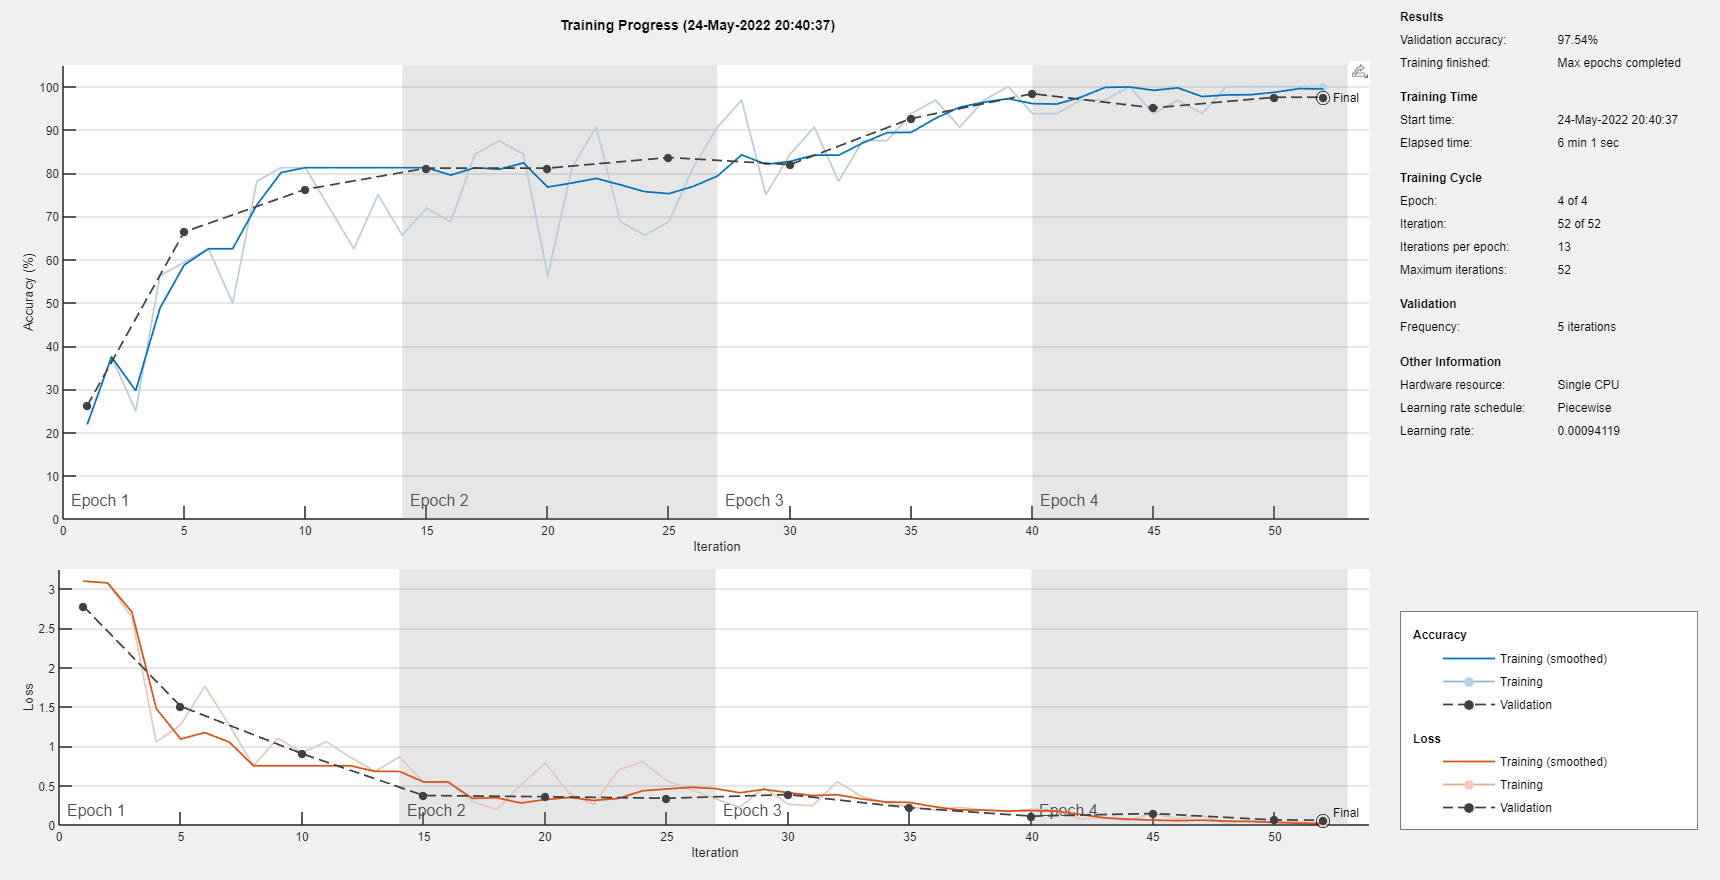 Training Progress (24-May-2022 20:40:37)
100
90
80
70
60
50
40
30
20
10
0
Accuracy (%)
Epoch 1 Epoch 2 Epoch 3 Epoch 4
Final
0 5 10 15 20 25 30 35 40 45 50
Iteration
3
2.5
2
1.5
1
0.5
0
Loss
Epoch 1 Epoch 2 Epoch 3 Epoch 4
Final
0 5 10 15 20 25 30 35 40 45 50
Iteration
Results
Validation accuracy: 97.54%
Training finished: Max epochs completed
Training Time
Start time: 24-May-2022 20:40:37
Elapsed time: 6 min 1 sec
Training Cycle
Epoch: 4 of 4
Iteration: 52 of 52
Iterations per epoch: 13
Maximum iterations: 52
Validation
Frequency: 5 iterations
Other Information
Hardware resource: Single CPU
Learning rate schedule: Piecewise
Learning rate: 0.00094119
Accuracy
Training (smoothed)
Training
Validation
Loss
Training (smoothed)
Training
Validation